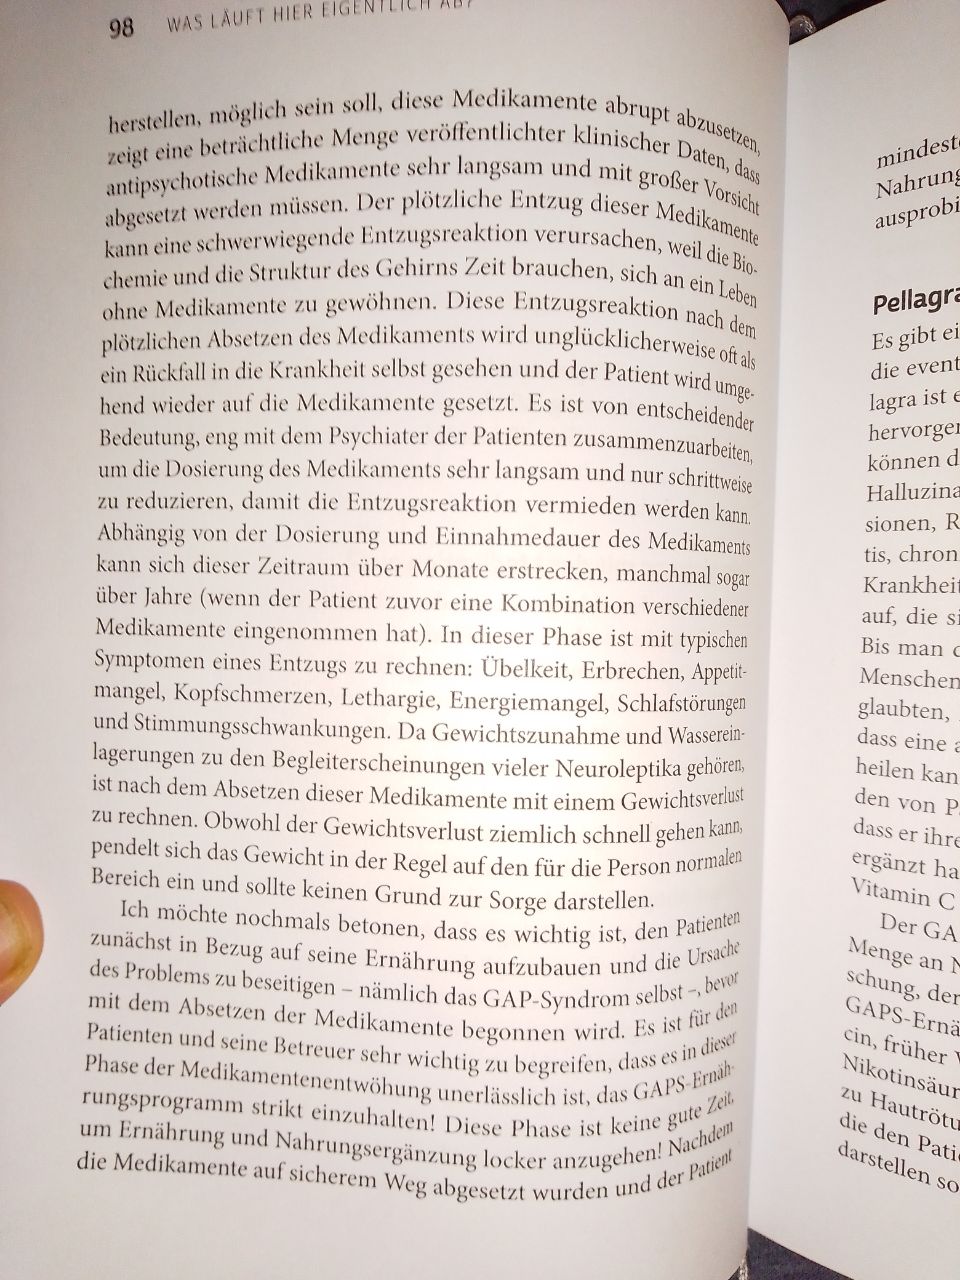 98 WAS LÄUFT HIER EIGENTLICH AB?
herstellen, möglich sein soll, diese Medikamente abrupt abzusetzen,
zeigt eine beträchtliche Menge veröffentlichter klinischer Daten, dass
antipsychotische Medikamente sehr langsam und mit großer Vorsicht
abgesetzt werden müssen. Der plötzliche Entzug dieser Medikamente
kann eine schwerwiegende Entzugsreaktion verursachen, weil die Bio-
chemie und die Struktur des Gehirns Zeit brauchen, sich an ein Leben
ohne Medikamente zu gewöhnen. Diese Entzugsreaktion nach dem
plötzlichen Absetzen des Medikaments wird unglücklicherweise oft als
ein Rückfall in die Krankheit selbst gesehen und der Patient wird umge-
hend wieder auf die Medikamente gesetzt. Es ist von entscheidender
Bedeutung, eng mit dem Psychiater der Patienten zusammenzuarbeiten,
um die Dosierung des Medikaments sehr langsam und nur schrittweise
zu reduzieren, damit die Entzugsreaktion vermieden werden kann.
Abhängig von der Dosierung und Einnahmedauer des Medikaments
kann sich dieser Zeitraum über Monate erstrecken, manchmal sogar
über Jahre (wenn der Patient zuvor eine Kombination verschiedener
Medikamente eingenommen hat). In dieser Phase ist mit typischen
Symptomen eines Entzugs zu rechnen: Übelkeit, Erbrechen, Appetit-
mangel, Kopfschmerzen, Lethargie, Energiemangel, Schlafstörungen
und Stimmungsschwankungen. Da Gewichtszunahme und Wasserein-
lagerungen zu den Begleiterscheinungen vieler Neuroleptika gehören,
ist nach dem Absetzen dieser Medikamente mit einem Gewichtsverlust
zu rechnen. Obwohl der Gewichtsverlust ziemlich schnell gehen kann,
pendelt sich das Gewicht in der Regel auf den für die Person normalen
Bereich ein und sollte keinen Grund zur Sorge darstellen.
Ich möchte nochmals betonen, dass es wichtig ist, den Patienten
zunächst in Bezug auf seine Ernährung aufzubauen und die Ursache
des Problems zu beseitigen – nämlich das GAP-Syndrom selbst –, bevor
mit dem Absetzen der Medikamente begonnen wird. Es ist für den
Patienten und seine Betreuer sehr wichtig zu begreifen, dass es in dieser
Phase der Medikamentenentwöhung unerlässlich ist, das GAPS-Ernäh-
rungsprogramm strikt einzuhalten! Diese Phase ist keine gute Zeit,
um Ernährung und Nahrungsergänzung locker anzugehen! Nachdem
die Medikamente auf sicherem Weg abgesetzt wurden und der Patient
mindeste
Nahrung
ausprobi
Pellagra
Es gibt ei
die event
lagra ist e
hervorger
können d
Halluzina
sionen, R
tis, chron
Krankheit
auf, die si
Bis man d
Menschen
glaubten,
dass eine a
heilen kan
den von P
dass er ihre
ergänzt ha
Vitamin C
Der GA
Menge an N
schung, der
GAPS-Ernä
cin, früher
Nikotinsäur
zu Hautrötu
die den Pati
darstellen so